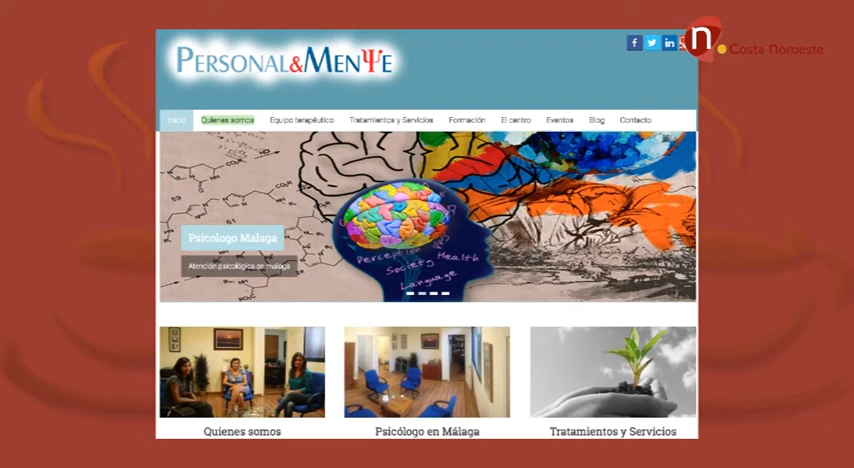 PERSONAL&MENΨE
n
Costa Noroeste
Inicio
Quienes somos
Equipo terapéutico
Tratamientos y Servicios
Formación
El centro
Eventos
Blog
Contacto
Psicologo Malaga
Atención psicológica en malaga
Perception
Society Health
Language
Quienes somos
Psicólogo en Málaga
Tratamientos y Servicios